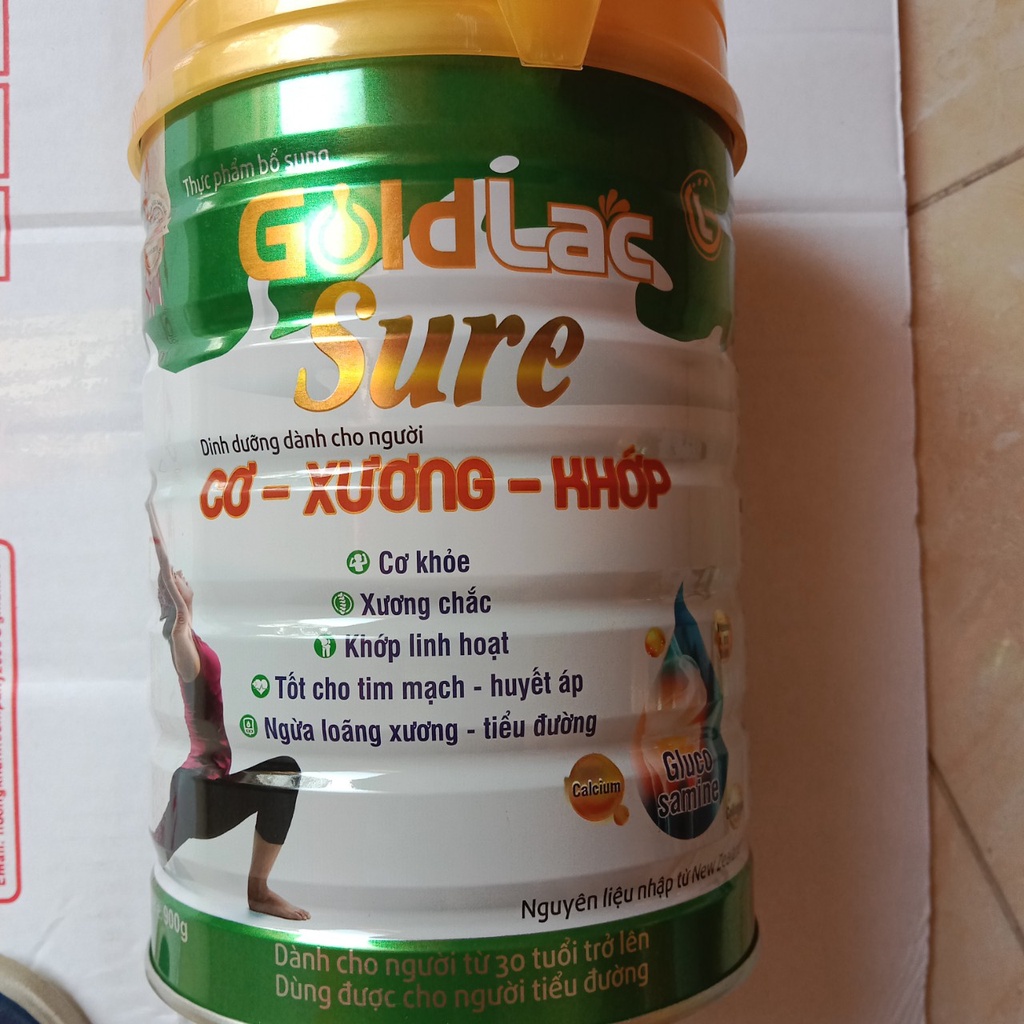 Thực phẩm bổ sung
GoldLac
Sure
Dinh dưỡng dành cho người
CƠ - XƯƠNG - KHỚP
Cơ khỏe
Xương chắc
Khớp linh hoạt
Tốt cho tim mạch - huyết áp
Ngừa loãng xương - tiểu đường
Calcium
Gluco
samine
Nguyên liệu nhập từ New
900g
Dành cho người từ 30 tuổi trở lên
Dùng được cho người tiểu đường
Email: